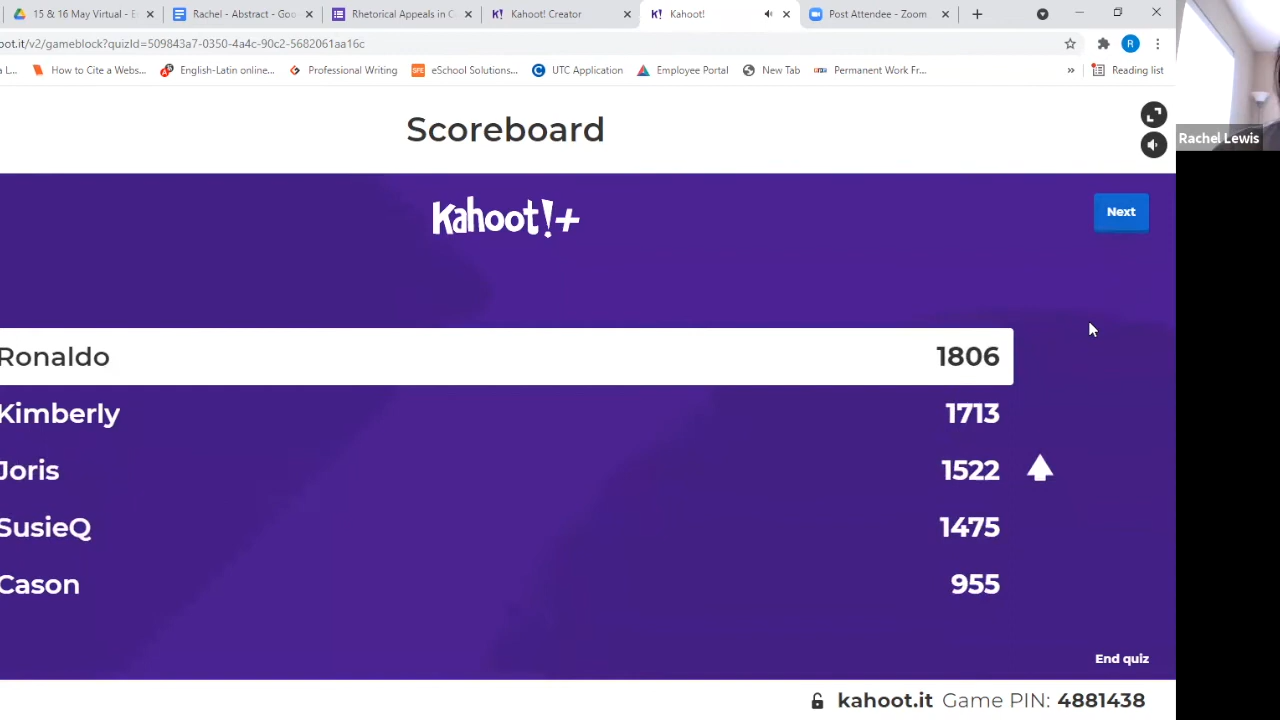 15 & 16 May Virtual - E
Rachel - Abstract - Goo
Rhetorical Appeals in C
Kahoot! Creator
Kahoot!
Post Attendee - Zoom
oot.it/v2/gameblock?quizId=509843a7-0350-4a4c-90c2-5682061aa16c
R
a L...
How to Cite a Webs...
English-Latin online...
Professional Writing
eSchool Solutions...
UTC Application
Employee Portal
New Tab
Permanent Work Fr...
»
Reading list
Scoreboard
Rachel Lewis
Kahoot!+
Next
Ronaldo 1806
Kimberly 1713
Joris 1522
SusieQ 1475
Cason 955
End quiz
kahoot.it Game PIN: 4881438